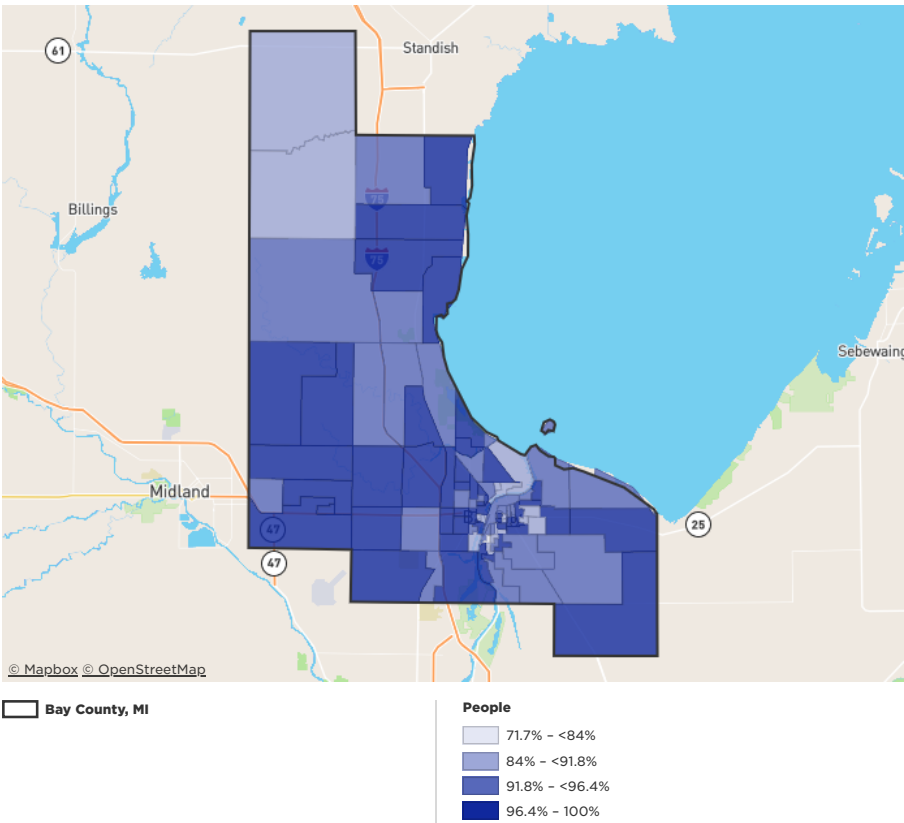 61
Standish
75
Billings
75
Sebewaing
Midland
25
47
47
© Mapbox © OpenStreetMap
Bay County, MI
People
71.7% – <84%
84% – <91.8%
91.8% – <96.4%
96.4% – 100%